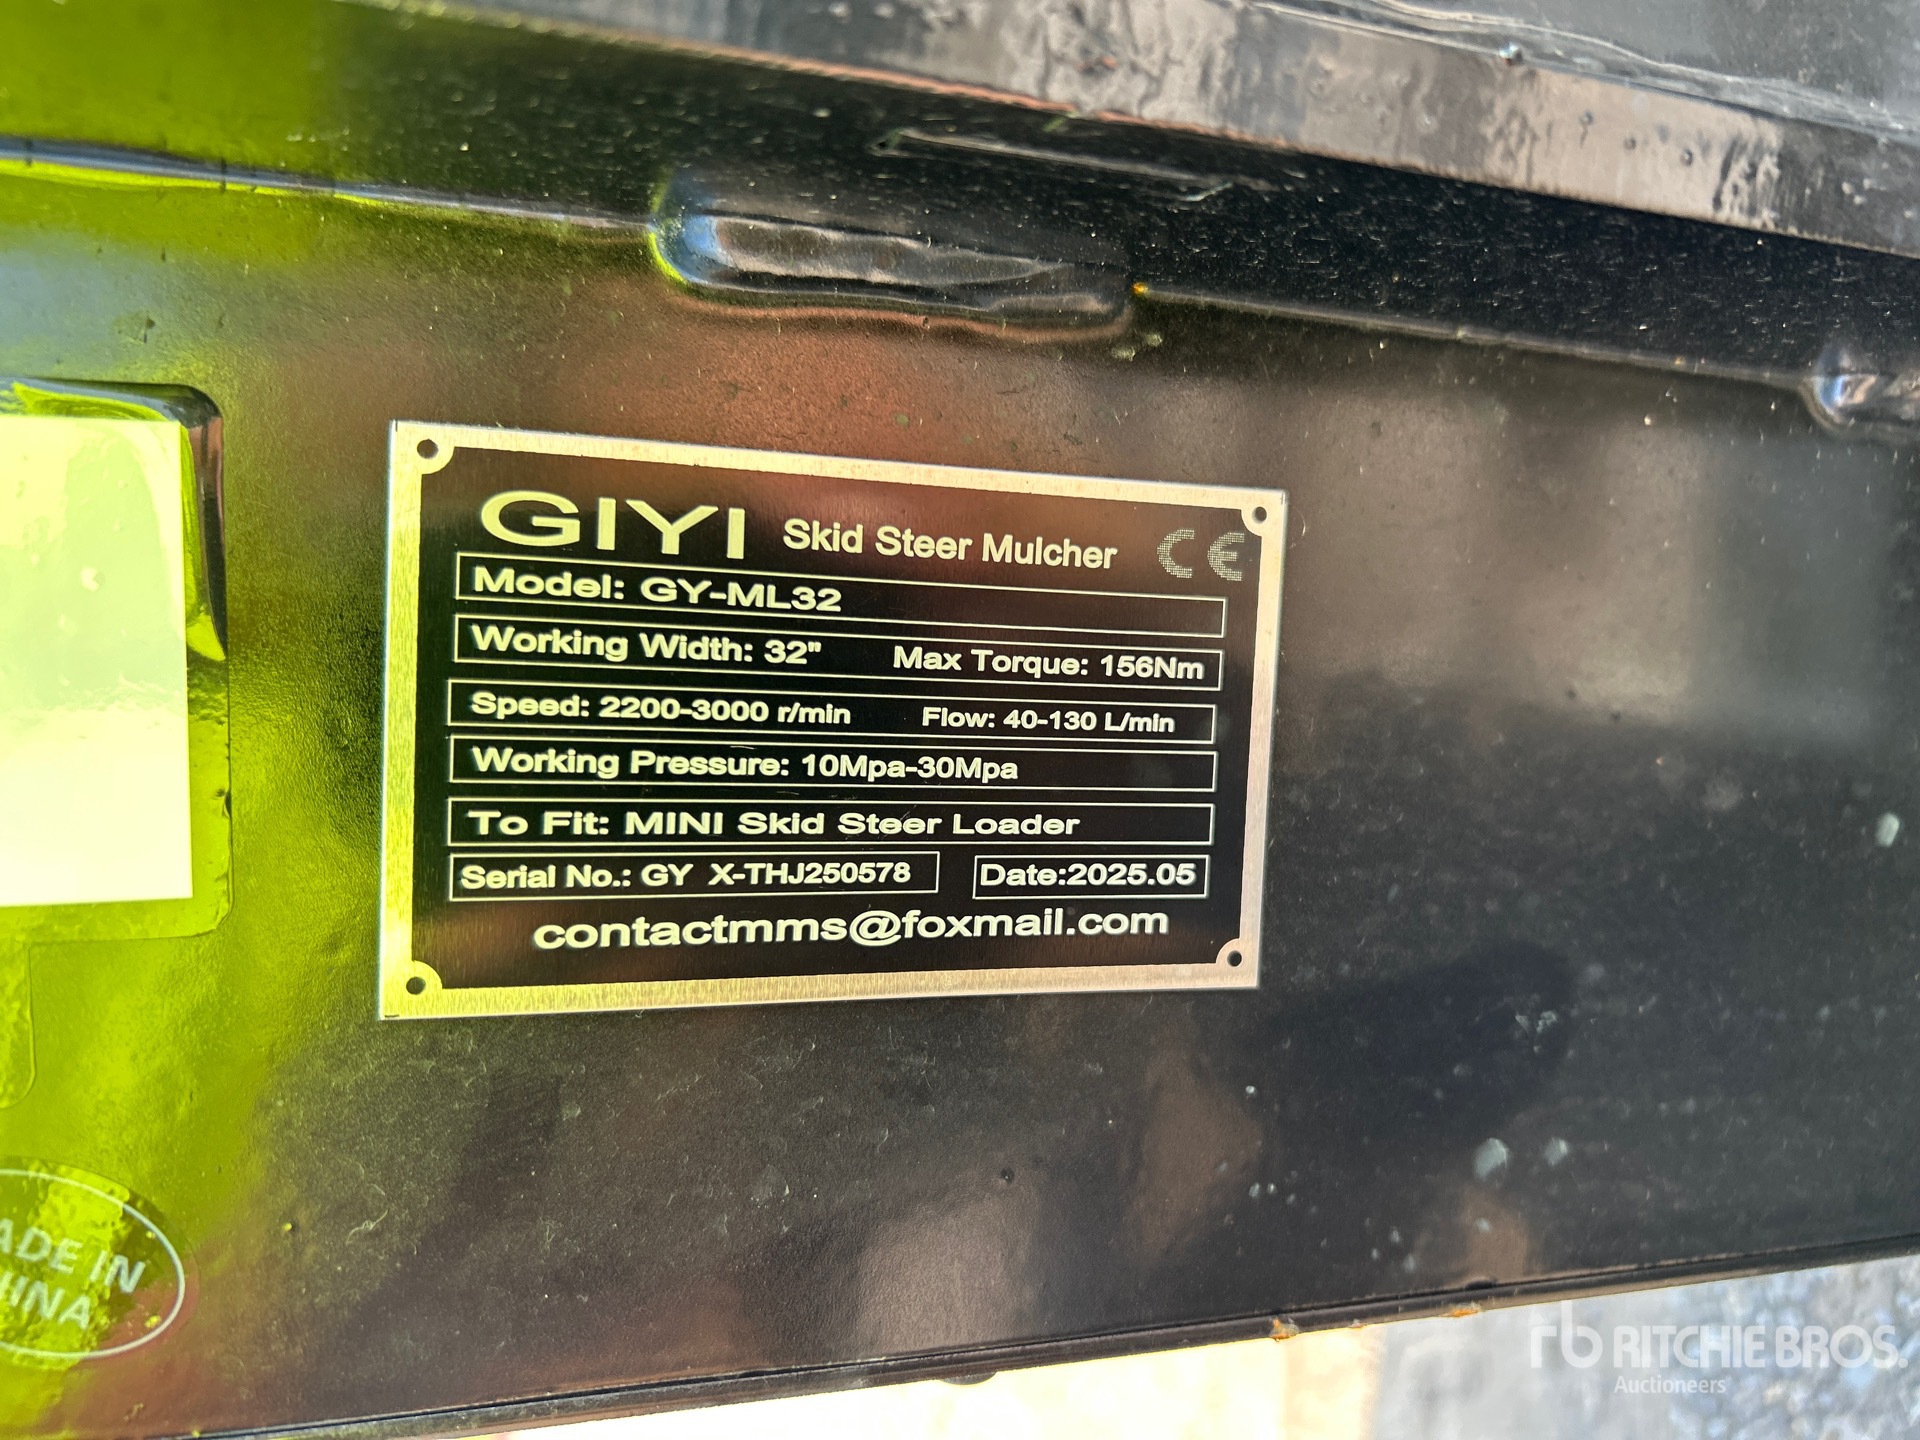 GIYI Skid Steer Mulcher CE
Model: GY-ML32
Working Width: 32" Max Torque: 156Nm
Speed: 2200-3000 r/min Flow: 40-130 L/min
Working Pressure: 10Mpa-30Mpa
To Fit: MINI Skid Steer Loader
Serial No.: GY X-THJ250578 Date:2025.05
contactmms@foxmail.com
ADE IN
HINA
rb RITCHIE BROS.
Auctioneers